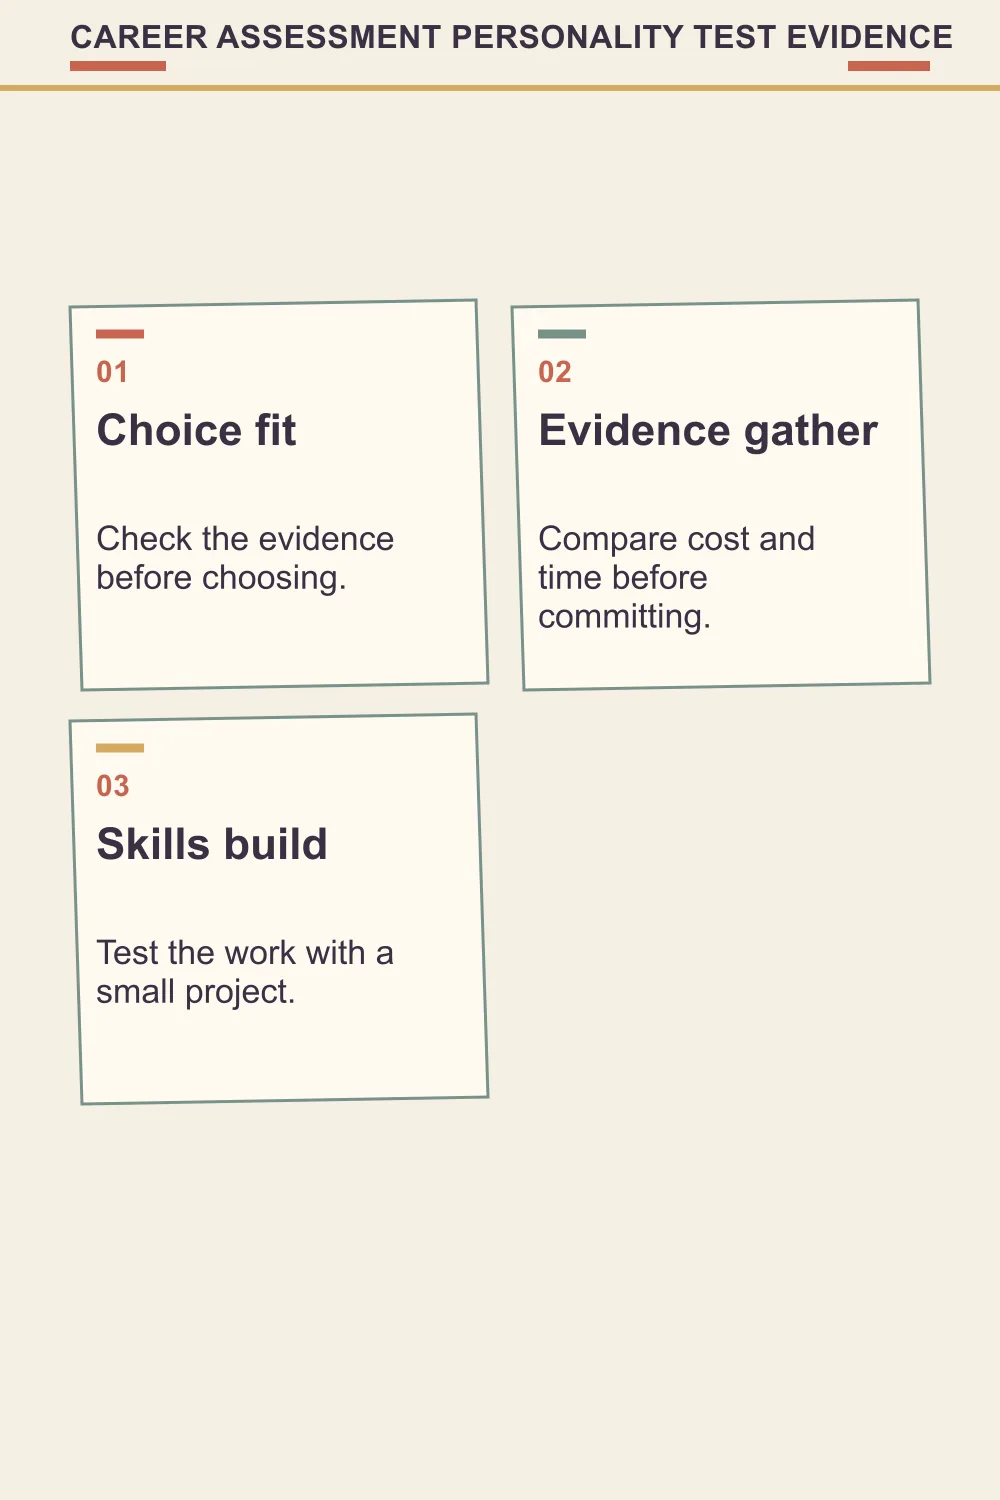 CAREER ASSESSMENT PERSONALITY TEST EVIDENCE
01
Choice fit
Check the evidence
before choosing.
02
Evidence gather
Compare cost and
time before
committing.
03
Skills build
Test the work with a
small project.